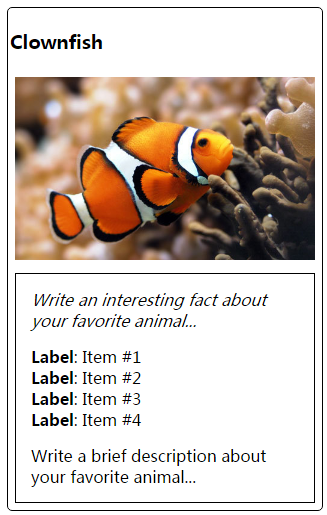 Clownfish
Write an interesting fact about
your favorite animal...
Label: Item #1
Label: Item #2
Label: Item #3
Label: Item #4
Write a brief description about
your favorite animal...